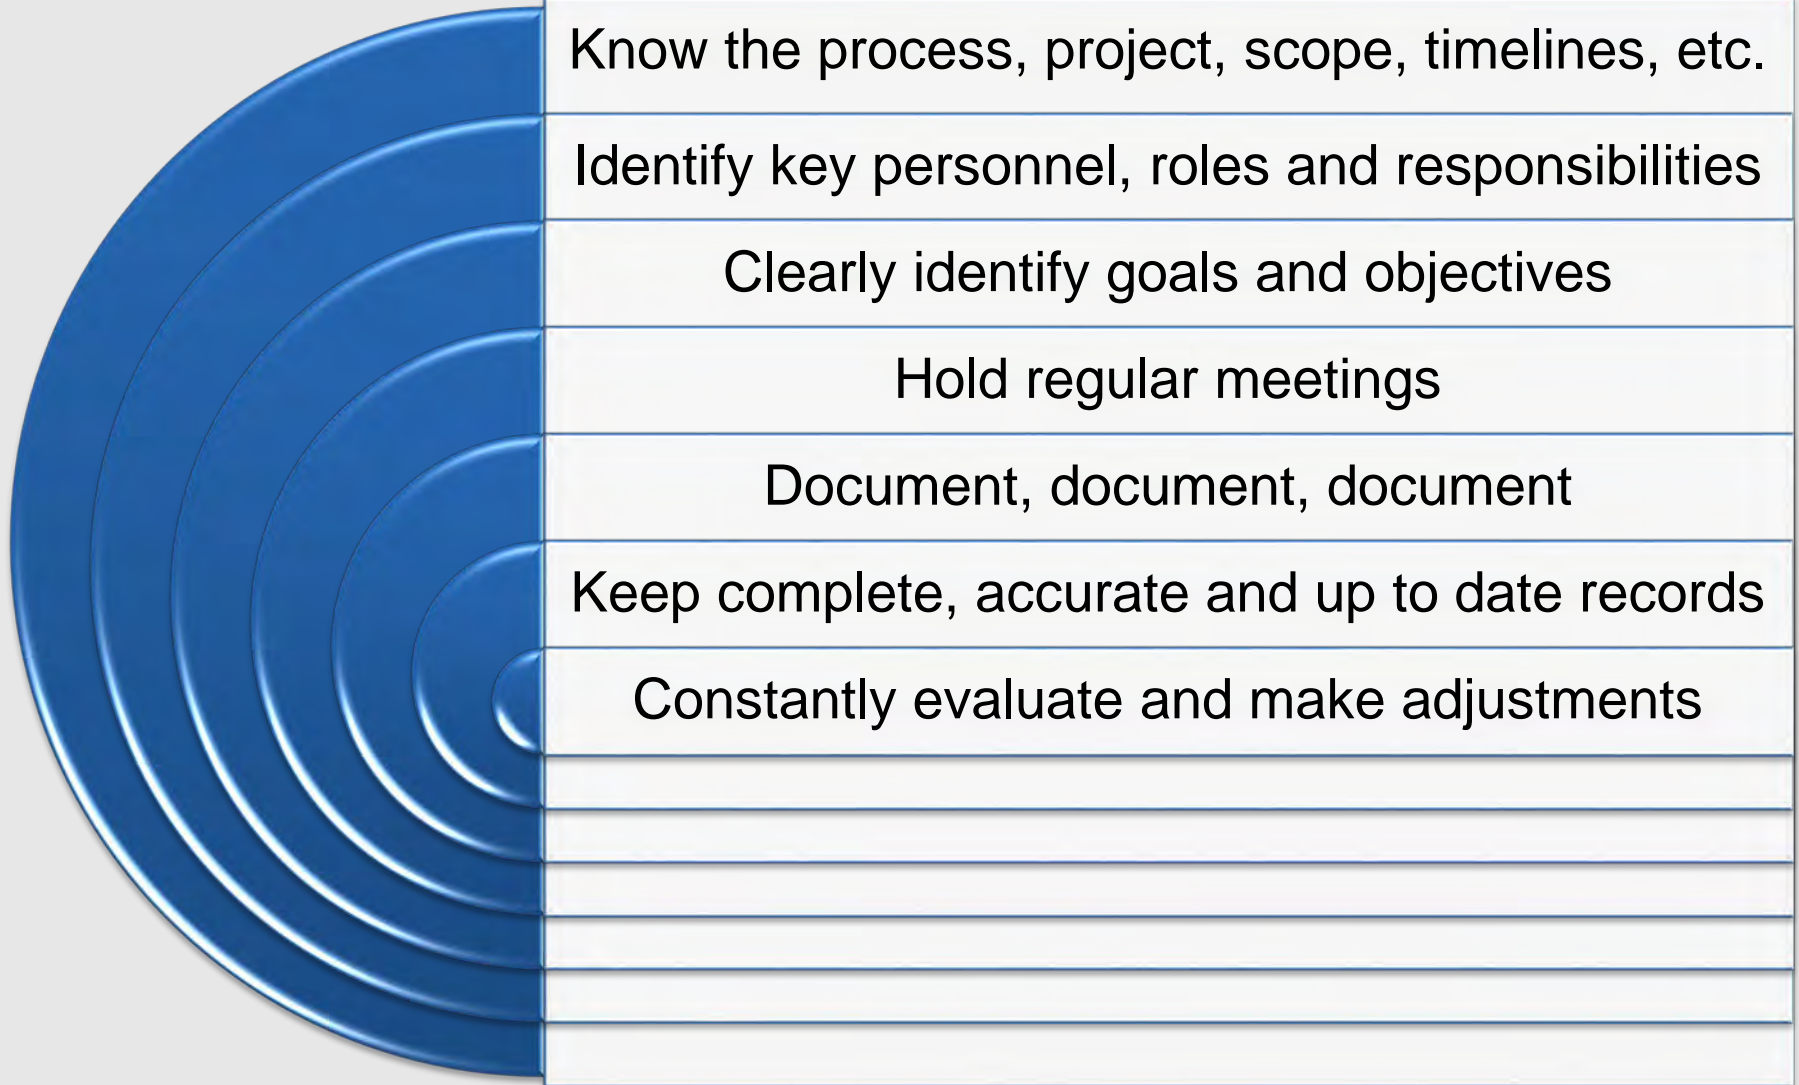 Know the process, project, scope, timelines, etc.
Identify key personnel, roles and responsibilities
Clearly identify goals and objectives
Hold regular meetings
Document, document, document
Keep complete, accurate and up to date records
Constantly evaluate and make adjustments